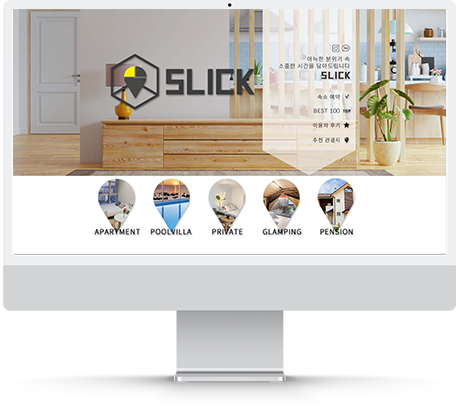 SLICK
아늑한 분위기 속
소중한 시간을 담아드립니다
SLICK
숙소 예약
BEST 100 TOP
이용자 후기
추천 관광지
APARTMENT POOLVILLA PRIVATE GLAMPING PENSION